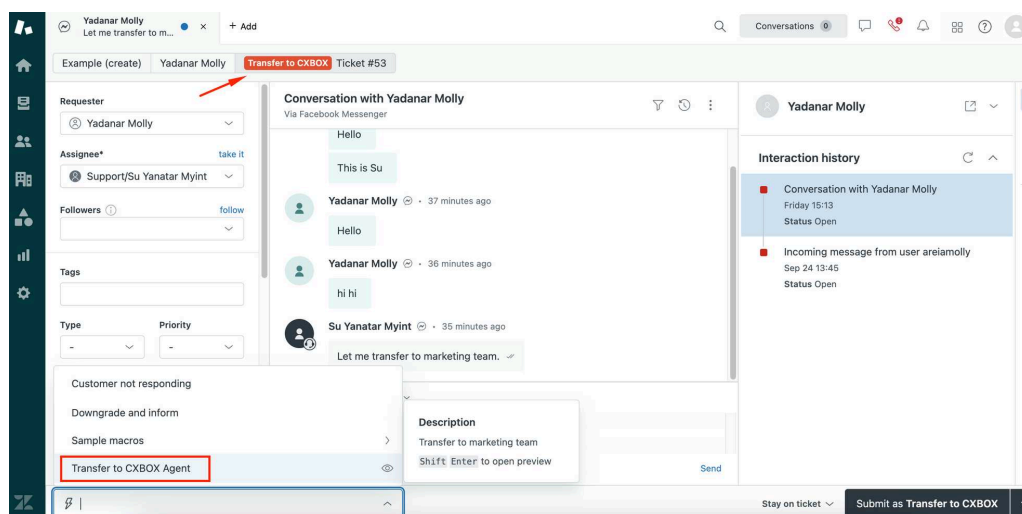 Yadanar Molly
Let me transfer to m...
+ Add
Conversations 0
Example (create)
Yadanar Molly
Transfer to CXBOX Ticket #53
Requester
Yadanar Molly
Assignee*
take it
Support/Su Yanatar Myint
Followers
follow
Tags
Type
Priority
-
-
Conversation with Yadanar Molly
Via Facebook Messenger
Hello
This is Su
Yadanar Molly • 37 minutes ago
Hello
Yadanar Molly • 36 minutes ago
hi hi
Su Yanatar Myint • 35 minutes ago
Let me transfer to marketing team.
Customer not responding
Downgrade and inform
Sample macros
Transfer to CXBOX Agent
Description
Transfer to marketing team
Shift Enter to open preview
Send
Yadanar Molly
Interaction history
Conversation with Yadanar Molly
Friday 15:13
Status Open
Incoming message from user areiamolly
Sep 24 13:45
Status Open
Stay on ticket
Submit as Transfer to CXBOX